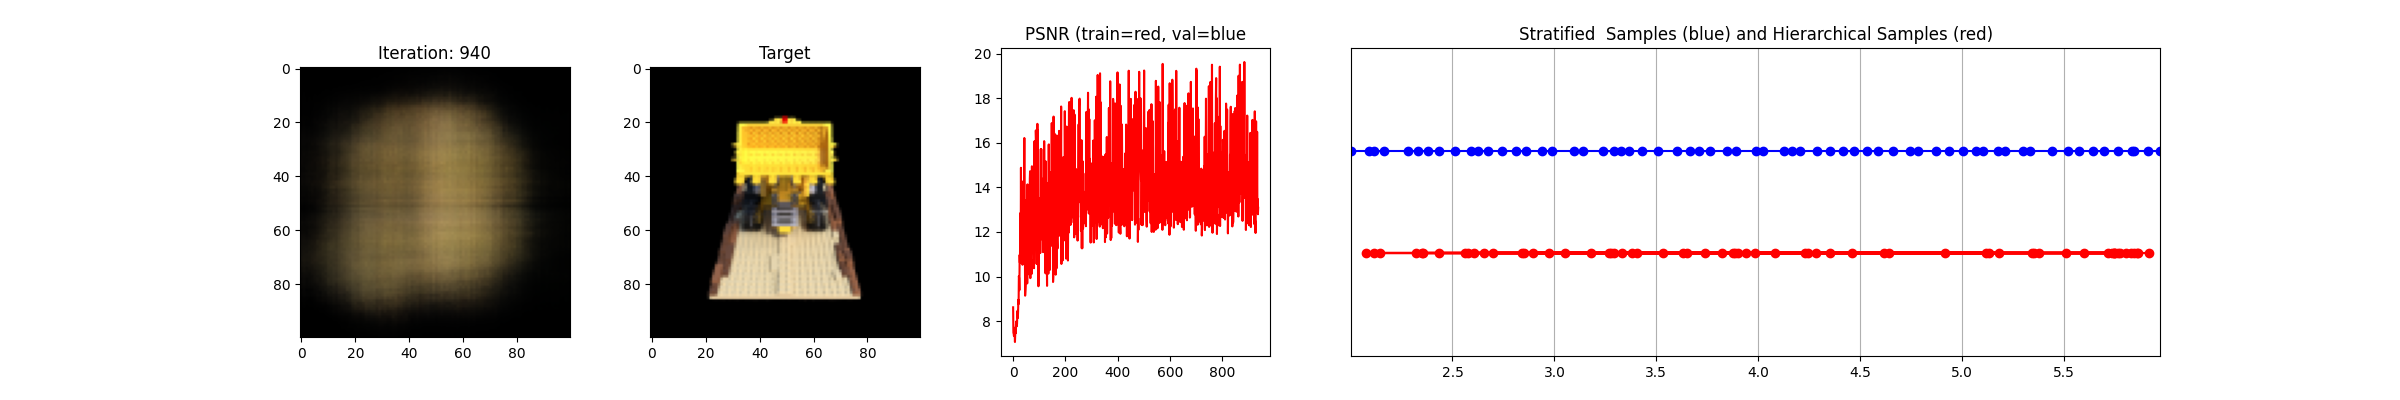 Iteration: 940
0
20
40
60
80
0 20 40 60 80
Target
0
20
40
60
80
0 20 40 60 80
PSNR (train=red, val=blue
20
18
16
14
12
10
8
0 200 400 600 800
Stratified  Samples (blue) and Hierarchical Samples (red)
2.5 3.0 3.5 4.0 4.5 5.0 5.5